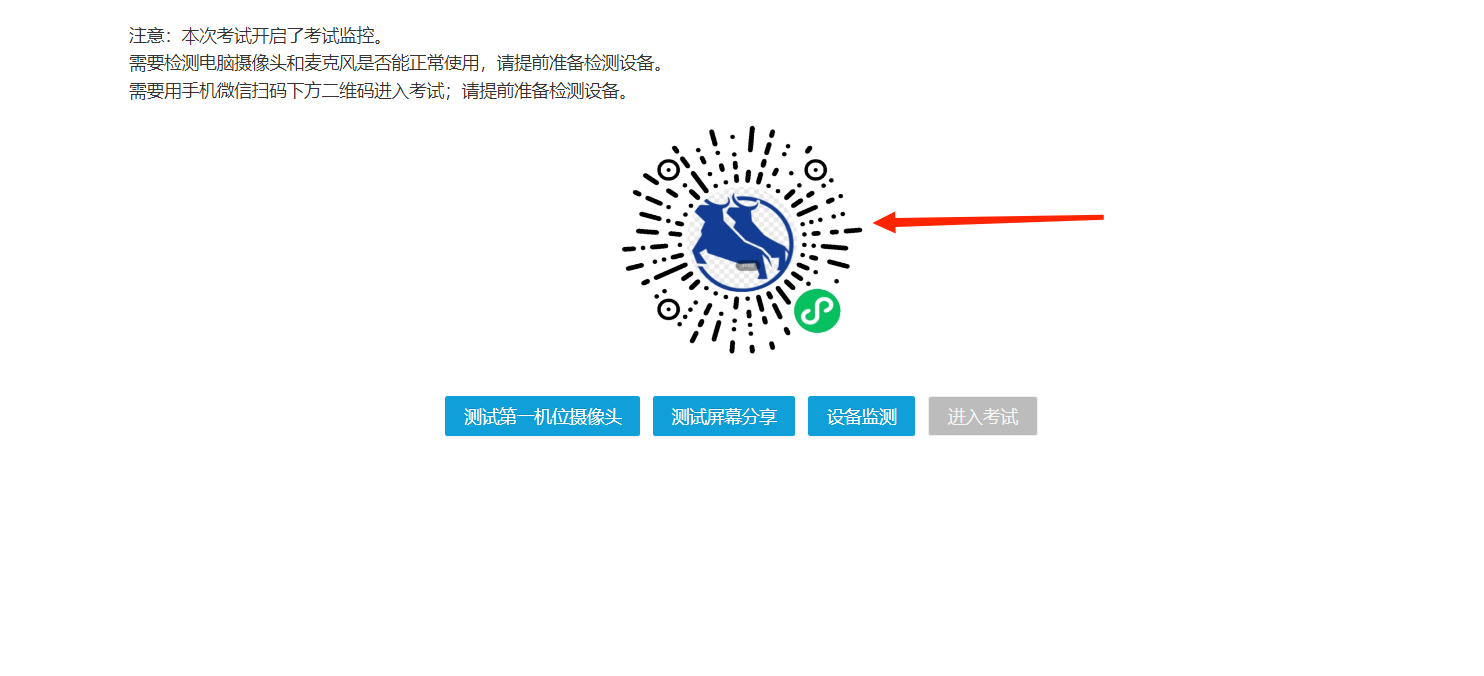 注意：本次考试开启了考试监控。
需要检测电脑摄像头和麦克风是否能正常使用，请提前准备检测设备。
需要用手机微信扫码下方二维码进入考试；请提前准备检测设备。
测试第一机位摄像头 测试屏幕分享 设备监测 进入考试